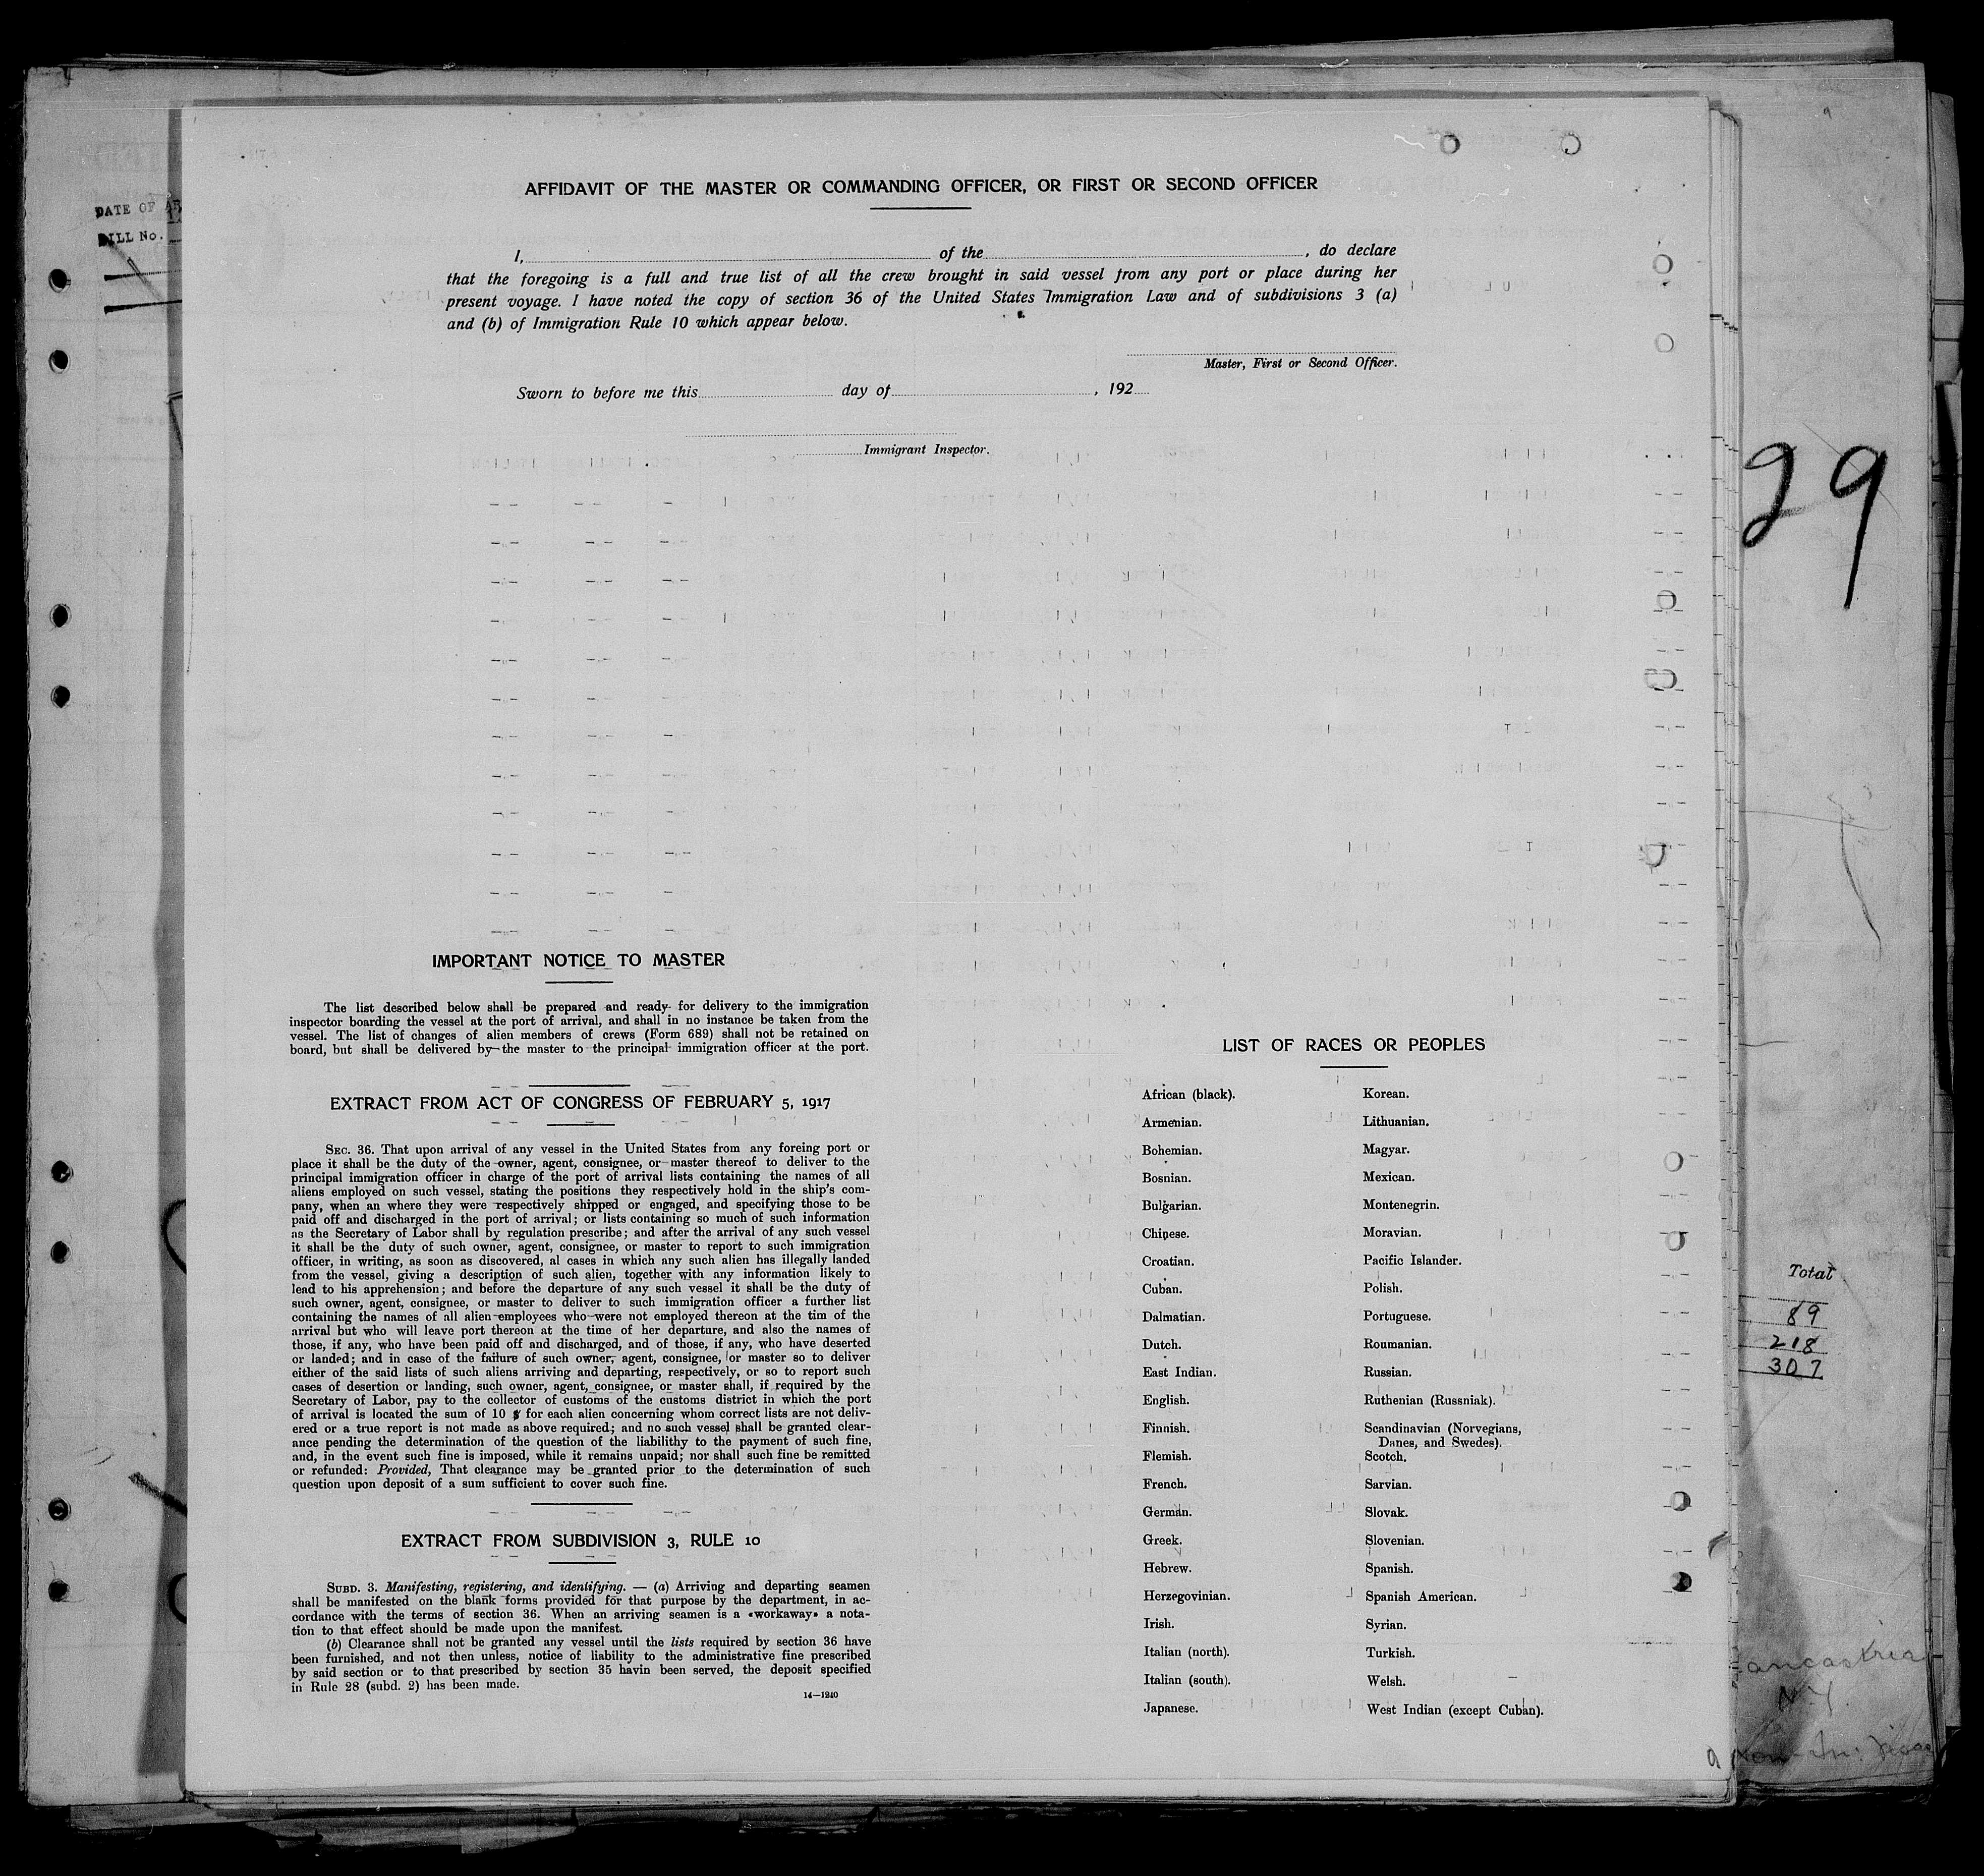 AFFIDAVIT OF THE MASTER OR COMMANDING OFFICER, OR FIRST OR SECOND OFFICER
I, of the , do declare
that the foregoing is a full and true list of all the crew brought in said vessel from any port or place during her
present voyage. I have noted the copy of section 36 of the United States Immigration Law and of subdivisions 3 (a)
and (b) of Immigration Rule 10 which appear below.
Master, First or Second Officer.
Sworn to before me this day of , 192
Immigrant Inspector.
IMPORTANT NOTICE TO MASTER
The list described below shall be prepared and ready for delivery to the immigration
inspector boarding the vessel at the port of arrival, and shall in no instance be taken from the
vessel. The list of changes of alien members of crews (Form 689) shall not be retained on
board, but shall be delivered by the master to the principal immigration officer at the port.
EXTRACT FROM ACT OF CONGRESS OF FEBRUARY 5, 1917
SEC. 36. That upon arrival of any vessel in the United States from any foreing port or
place it shall be the duty of the owner, agent, consignee, or master thereof to deliver to the
principal immigration officer in charge of the port of arrival lists containing the names of all
aliens employed on such vessel, stating the positions they respectively hold in the ship's com-
pany, when an where they were respectively shipped or engaged, and specifying those to be
paid off and discharged in the port of arrival; or lists containing so much of such information
as the Secretary of Labor shall by regulation prescribe; and after the arrival of any such vessel
it shall be the duty of such owner, agent, consignee, or master to report to such immigration
officer, in writing, as soon as discovered, al cases in which any such alien has illegally landed
from the vessel, giving a description of such alien, together with any information likely to
lead to his apprehension; and before the departure of any such vessel it shall be the duty of
such owner, agent, consignee, or master to deliver to such immigration officer a further list
containing the names of all alien employees who were not employed thereon at the tim of the
arrival but who will leave port thereon at the time of her departure, and also the names of
those, if any, who have been paid off and discharged, and of those, if any, who have deserted
or landed; and in case of the failure of such owner, agent, consignee, or master so to deliver
either of the said lists of such aliens arriving and departing, respectively, or so to report such
cases of desertion or landing, such owner, agent, consignee, or master shall, if required by the
Secretary of Labor, pay to the collector of customs of the customs district in which the port
of arrival is located the sum of 10 $ for each alien concerning whom correct lists are not deliv-
ered or a true report is not made as above required; and no such vessel shall be granted clear-
ance pending the determination of the question of the liabilithy to the payment of such fine,
and, in the event such fine is imposed, while it remains unpaid; nor shall such fine be remitted
or refunded: Provided, That clearance may be granted prior to the determination of such
question upon deposit of a sum sufficient to cover such fine.
EXTRACT FROM SUBDIVISION 3, RULE 10
SUBD. 3. Manifesting, registering, and identifying. — (a) Arriving and departing seamen
shall be manifested on the blank forms provided for that purpose by the department, in ac-
cordance with the terms of section 36. When an arriving seamen is a «workaway» a nota-
tion to that effect should be made upon the manifest.
(b) Clearance shall not be granted any vessel until the lists required by section 36 have
been furnished, and not then unless, notice of liability to the administrative fine prescribed
by said section or to that prescribed by section 35 havin been served, the deposit specified
in Rule 28 (subd. 2) has been made.
14—1240
LIST OF RACES OR PEOPLES
African (black).
Armenian.
Bohemian.
Bosnian.
Bulgarian.
Chinese.
Croatian.
Cuban.
Dalmatian.
Dutch.
East Indian.
English.
Finnish.
Flemish.
French.
German.
Greek.
Hebrew.
Herzegovinian.
Irish.
Italian (north).
Italian (south).
Japanese.
Korean.
Lithuanian.
Magyar.
Mexican.
Montenegrin.
Moravian.
Pacific Islander.
Polish.
Portuguese.
Roumanian.
Russian.
Ruthenian (Russniak).
Scandinavian (Norvegians,
Danes, and Swedes).
Scotch.
Sarvian.
Slovak.
Slovenian.
Spanish.
Spanish American.
Syrian.
Turkish.
Welsh.
West Indian (except Cuban).
DATE OF AR
BILL No.
29
Total
89
218
307
ancastria
N.Y.
9